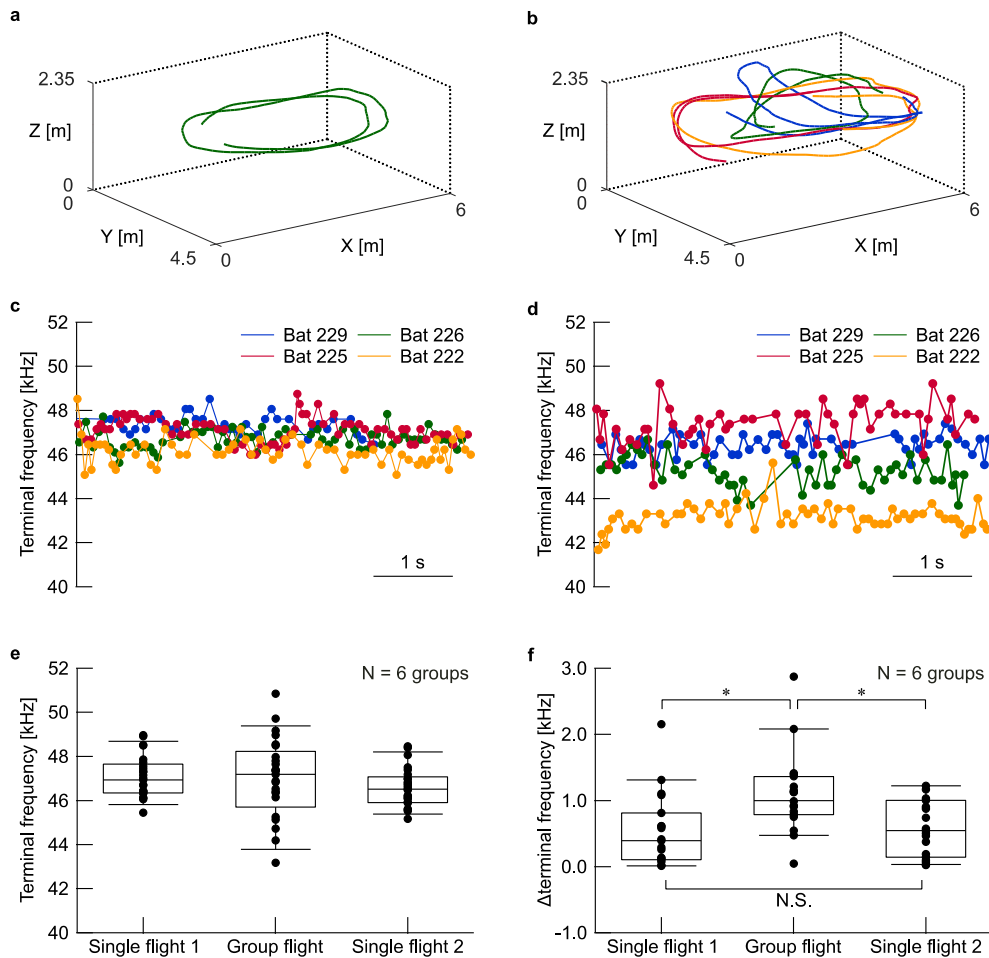 a
2.35
Z [m]
0
0
Y [m]
4.5
0
X [m]
6
b
2.35
Z [m]
0
0
Y [m]
4.5
0
X [m]
6
c
52
50
48
46
44
42
40
Terminal frequency [kHz]
Bat 229
Bat 226
Bat 225
Bat 222
1 s
d
52
50
48
46
44
42
40
Terminal frequency [kHz]
Bat 229
Bat 226
Bat 225
Bat 222
1 s
e
52
50
48
46
44
42
40
Terminal frequency [kHz]
N = 6 groups
Single flight 1
Group flight
Single flight 2
f
3.0
2.0
1.0
0.0
-1.0
Δterminal frequency [kHz]
N = 6 groups
*
*
N.S.
Single flight 1
Group flight
Single flight 2